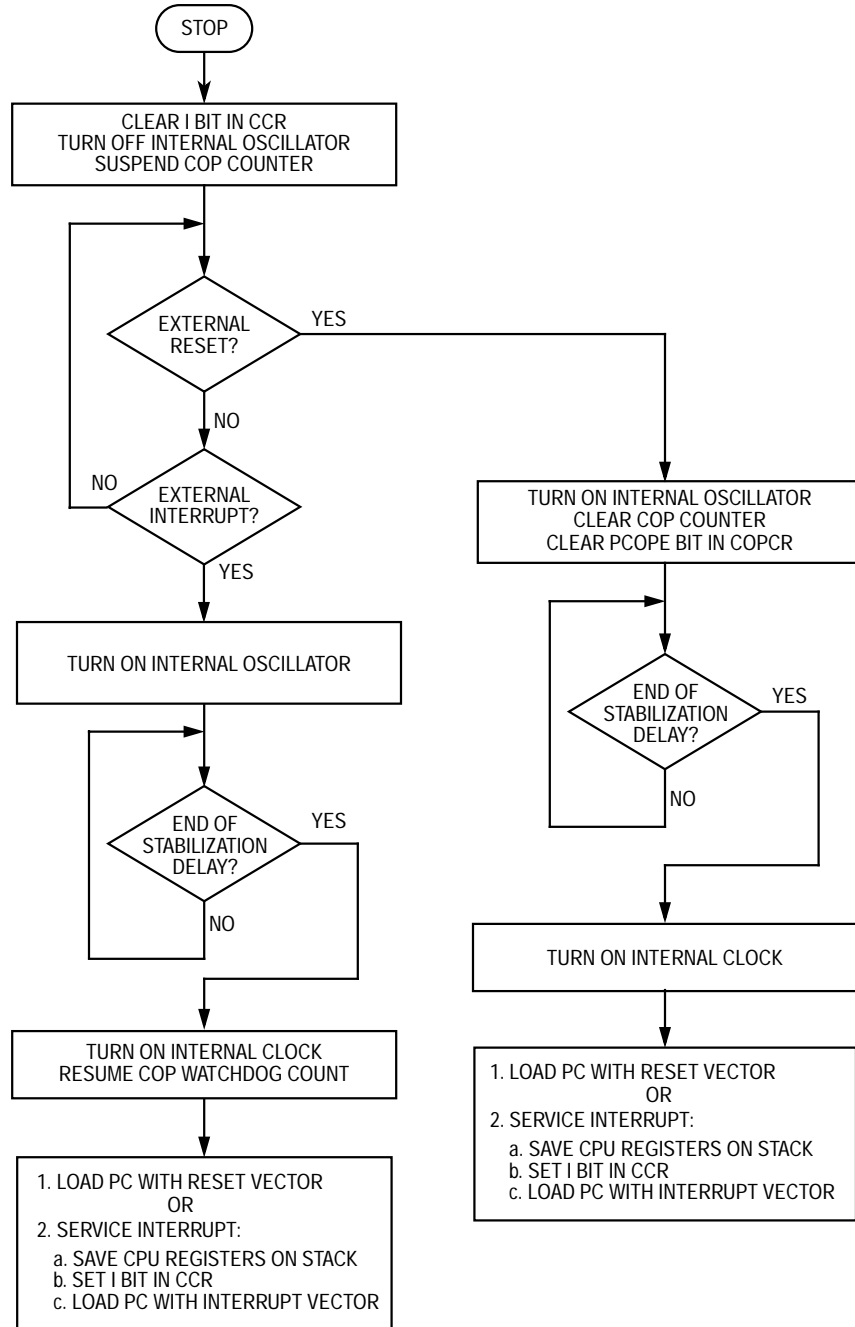 STOP
CLEAR I BIT IN CCR
TURN OFF INTERNAL OSCILLATOR
SUSPEND COP COUNTER
EXTERNAL
RESET?
YES
NO
EXTERNAL
INTERRUPT?
NO
YES
TURN ON INTERNAL OSCILLATOR
END OF
STABILIZATION
DELAY?
YES
NO
TURN ON INTERNAL CLOCK
RESUME COP WATCHDOG COUNT
1. LOAD PC WITH RESET VECTOR
OR
2. SERVICE INTERRUPT:
a. SAVE CPU REGISTERS ON STACK
b. SET I BIT IN CCR
c. LOAD PC WITH INTERRUPT VECTOR
TURN ON INTERNAL OSCILLATOR
CLEAR COP COUNTER
CLEAR PCOPE BIT IN COPCR
END OF
STABILIZATION
DELAY?
YES
NO
TURN ON INTERNAL CLOCK
1. LOAD PC WITH RESET VECTOR
OR
2. SERVICE INTERRUPT:
a. SAVE CPU REGISTERS ON STACK
b. SET I BIT IN CCR
c. LOAD PC WITH INTERRUPT VECTOR